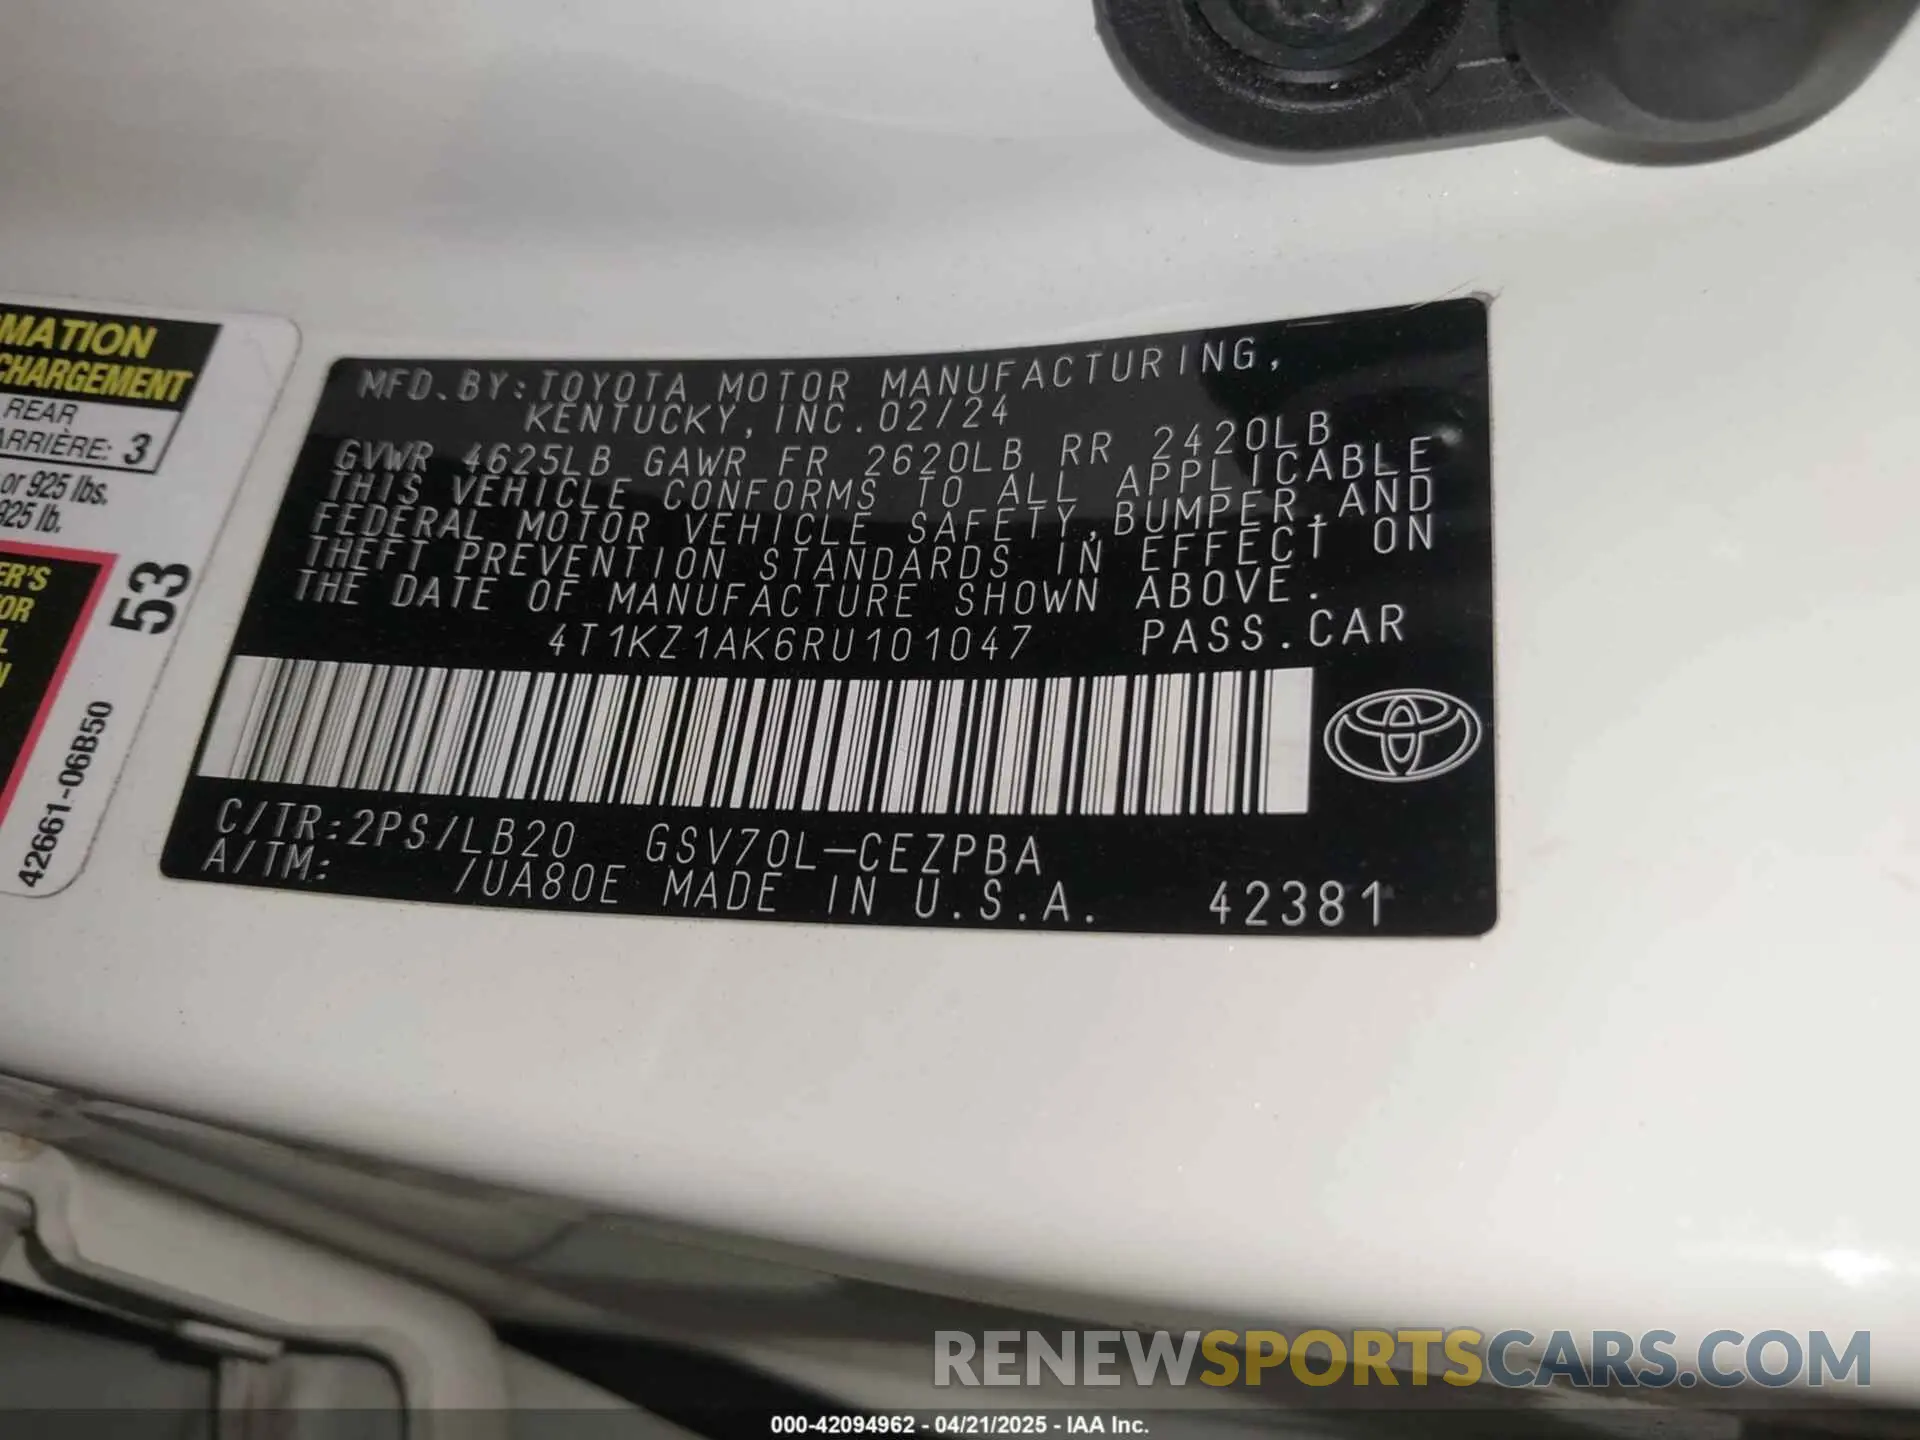 MATION
CHARGEMENT
REAR
ARRIÈRE: 3
or 925 lbs.
925 lb.
ER'S
OR
L
N
53
42661-06B50
MFD. BY: TOYOTA MOTOR MANUFACTURING,
KENTUCKY, INC. 02/24
GVWR 4625LB GAWR FR 2620LB RR 2420LB
THIS VEHICLE CONFORMS TO ALL APPLICABLE
FEDERAL MOTOR VEHICLE SAFETY, BUMPER, AND
THEFT PREVENTION STANDARDS IN EFFECT ON
THE DATE OF MANUFACTURE SHOWN ABOVE.
4T1KZ1AK6RU101047 PASS. CAR
C/TR: 2PS/LB20 GSV70L-CEZPBA
A/TM: /UA80E MADE IN U.S.A. 42381
RENEWSPORTSCARS.COM
000-42094962 - 04/21/2025 - IAA Inc.